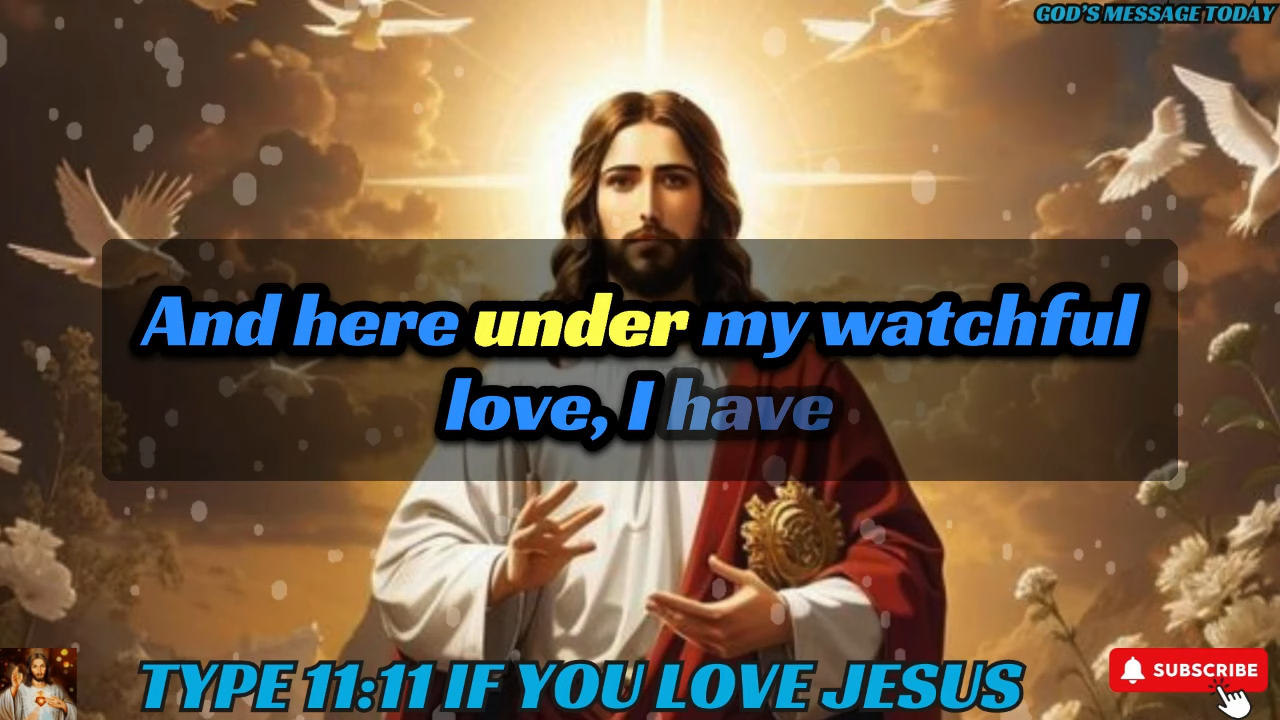 GOD'S MESSAGE TODAY
And here under my watchful
love, I have
TYPE 11:11 IF YOU LOVE JESUS
SUBSCRIBE